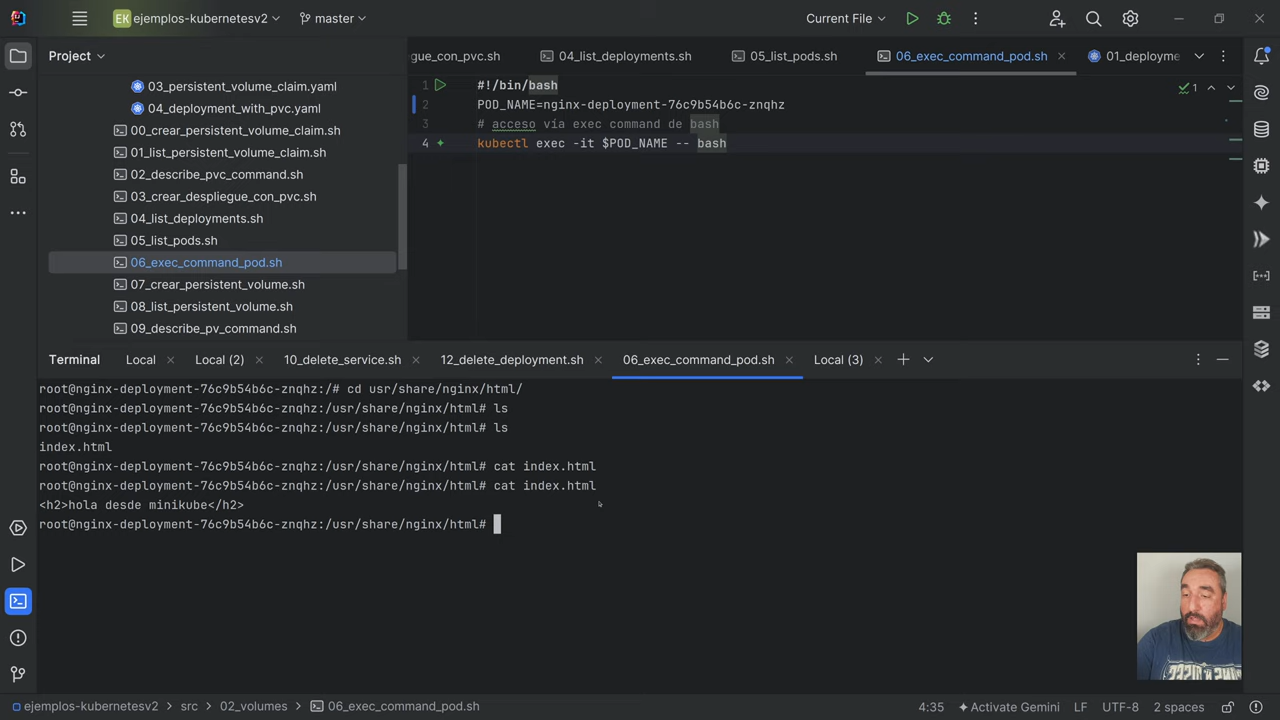 EK ejemplos-kubernetesv2
master
Current File
Project
03_persistent_volume_claim.yaml
04_deployment_with_pvc.yaml
00_crear_persistent_volume_claim.sh
01_list_persistent_volume_claim.sh
02_describe_pvc_command.sh
03_crear_despliegue_con_pvc.sh
04_list_deployments.sh
05_list_pods.sh
06_exec_command_pod.sh
07_crear_persistent_volume.sh
08_list_persistent_volume.sh
09_describe_pv_command.sh
gue_con_pvc.sh
04_list_deployments.sh
05_list_pods.sh
06_exec_command_pod.sh
01_deployme
1 #!/bin/bash
2 POD_NAME=nginx-deployment-76c9b54b6c-znqhz
3 # acceso via exec command de bash
4 kubectl exec -it $POD_NAME -- bash
1
Terminal
Local
Local (2)
10_delete_service.sh
12_delete_deployment.sh
06_exec_command_pod.sh
Local (3)
root@nginx-deployment-76c9b54b6c-znqhz:/# cd usr/share/nginx/html/
root@nginx-deployment-76c9b54b6c-znqhz:/usr/share/nginx/html# ls
root@nginx-deployment-76c9b54b6c-znqhz:/usr/share/nginx/html# ls
index.html
root@nginx-deployment-76c9b54b6c-znqhz:/usr/share/nginx/html# cat index.html
root@nginx-deployment-76c9b54b6c-znqhz:/usr/share/nginx/html# cat index.html
<h2>hola desde minikube</h2>
root@nginx-deployment-76c9b54b6c-znqhz:/usr/share/nginx/html#
ejemplos-kubernetesv2 > src > 02_volumes > 06_exec_command_pod.sh
4:35
Activate Gemini
LF
UTF-8
2 spaces